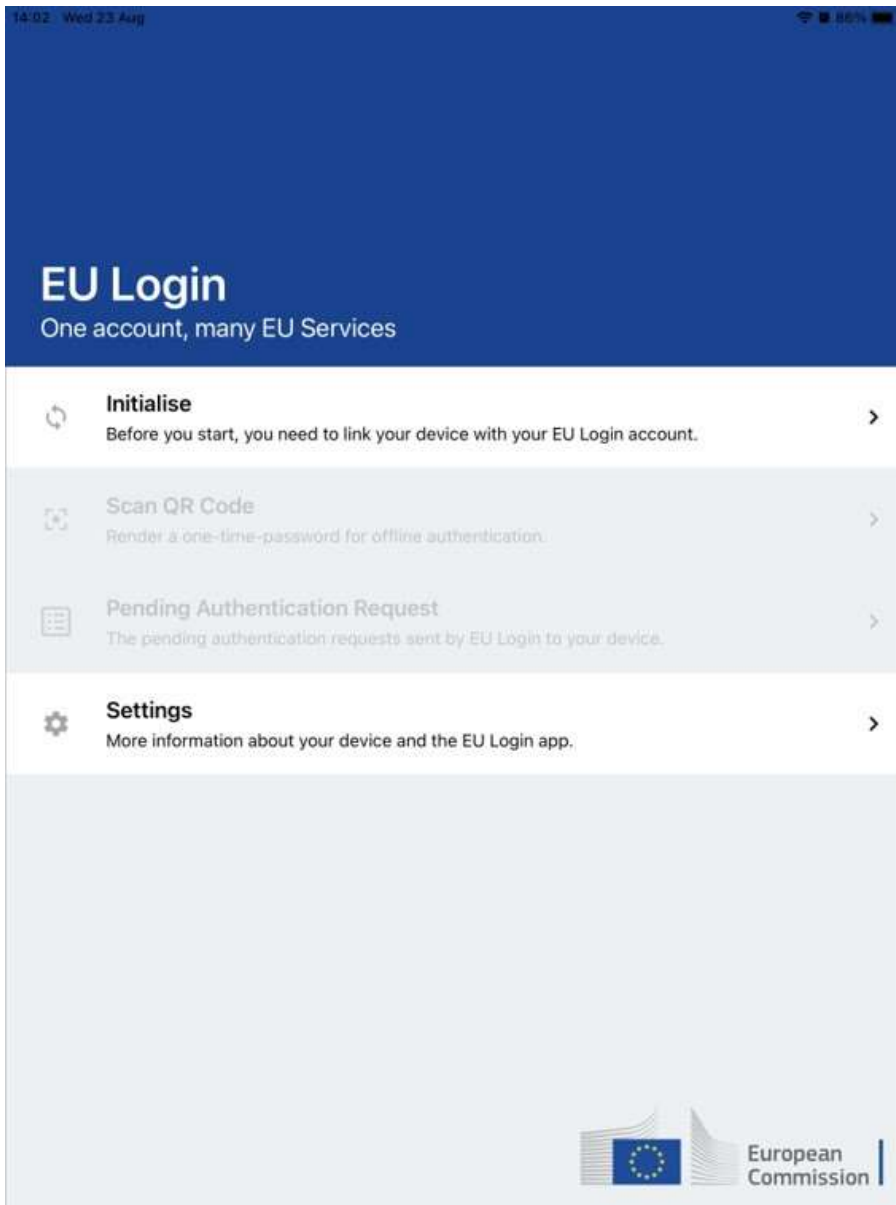 14:02 Wed 23 Aug
86%
EU Login
One account, many EU Services
Initialise
Before you start, you need to link your device with your EU Login account.
Scan QR Code
Render a one-time-password for offline authentication.
Pending Authentication Request
The pending authentication requests sent by EU Login to your device.
Settings
More information about your device and the EU Login app.
European
Commission